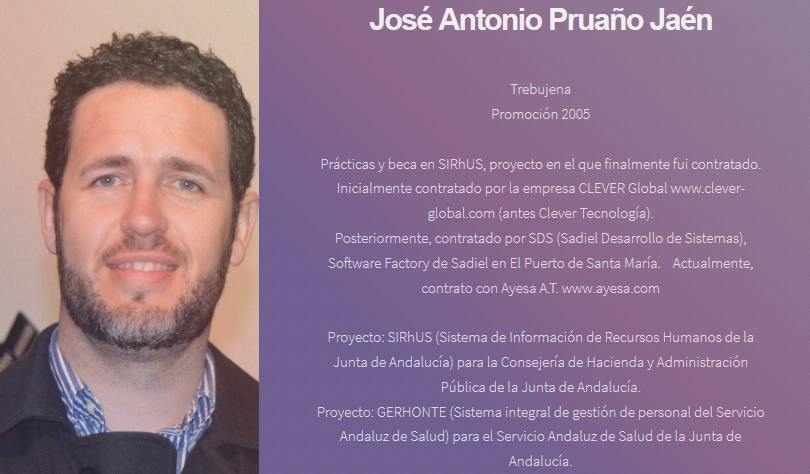 José Antonio Pruaño Jaén
Trebujena
Promoción 2005
Prácticas y beca en SIRhUS, proyecto en el que finalmente fui contratado.
Inicialmente contratado por la empresa CLEVER Global www.clever-
global.com (antes Clever Tecnología).
Posteriormente, contratado por SDS (Sadiel Desarrollo de Sistemas),
Software Factory de Sadiel en El Puerto de Santa María. Actualmente,
contrato con Ayesa A.T. www.ayesa.com
Proyecto: SIRhUS (Sistema de Información de Recursos Humanos de la
Junta de Andalucía) para la Consejería de Hacienda y Administración
Pública de la Junta de Andalucía.
Proyecto: GERHONTE (Sistema integral de gestión de personal del Servicio
Andaluz de Salud) para el Servicio Andaluz de Salud de la Junta de
Andalucía.